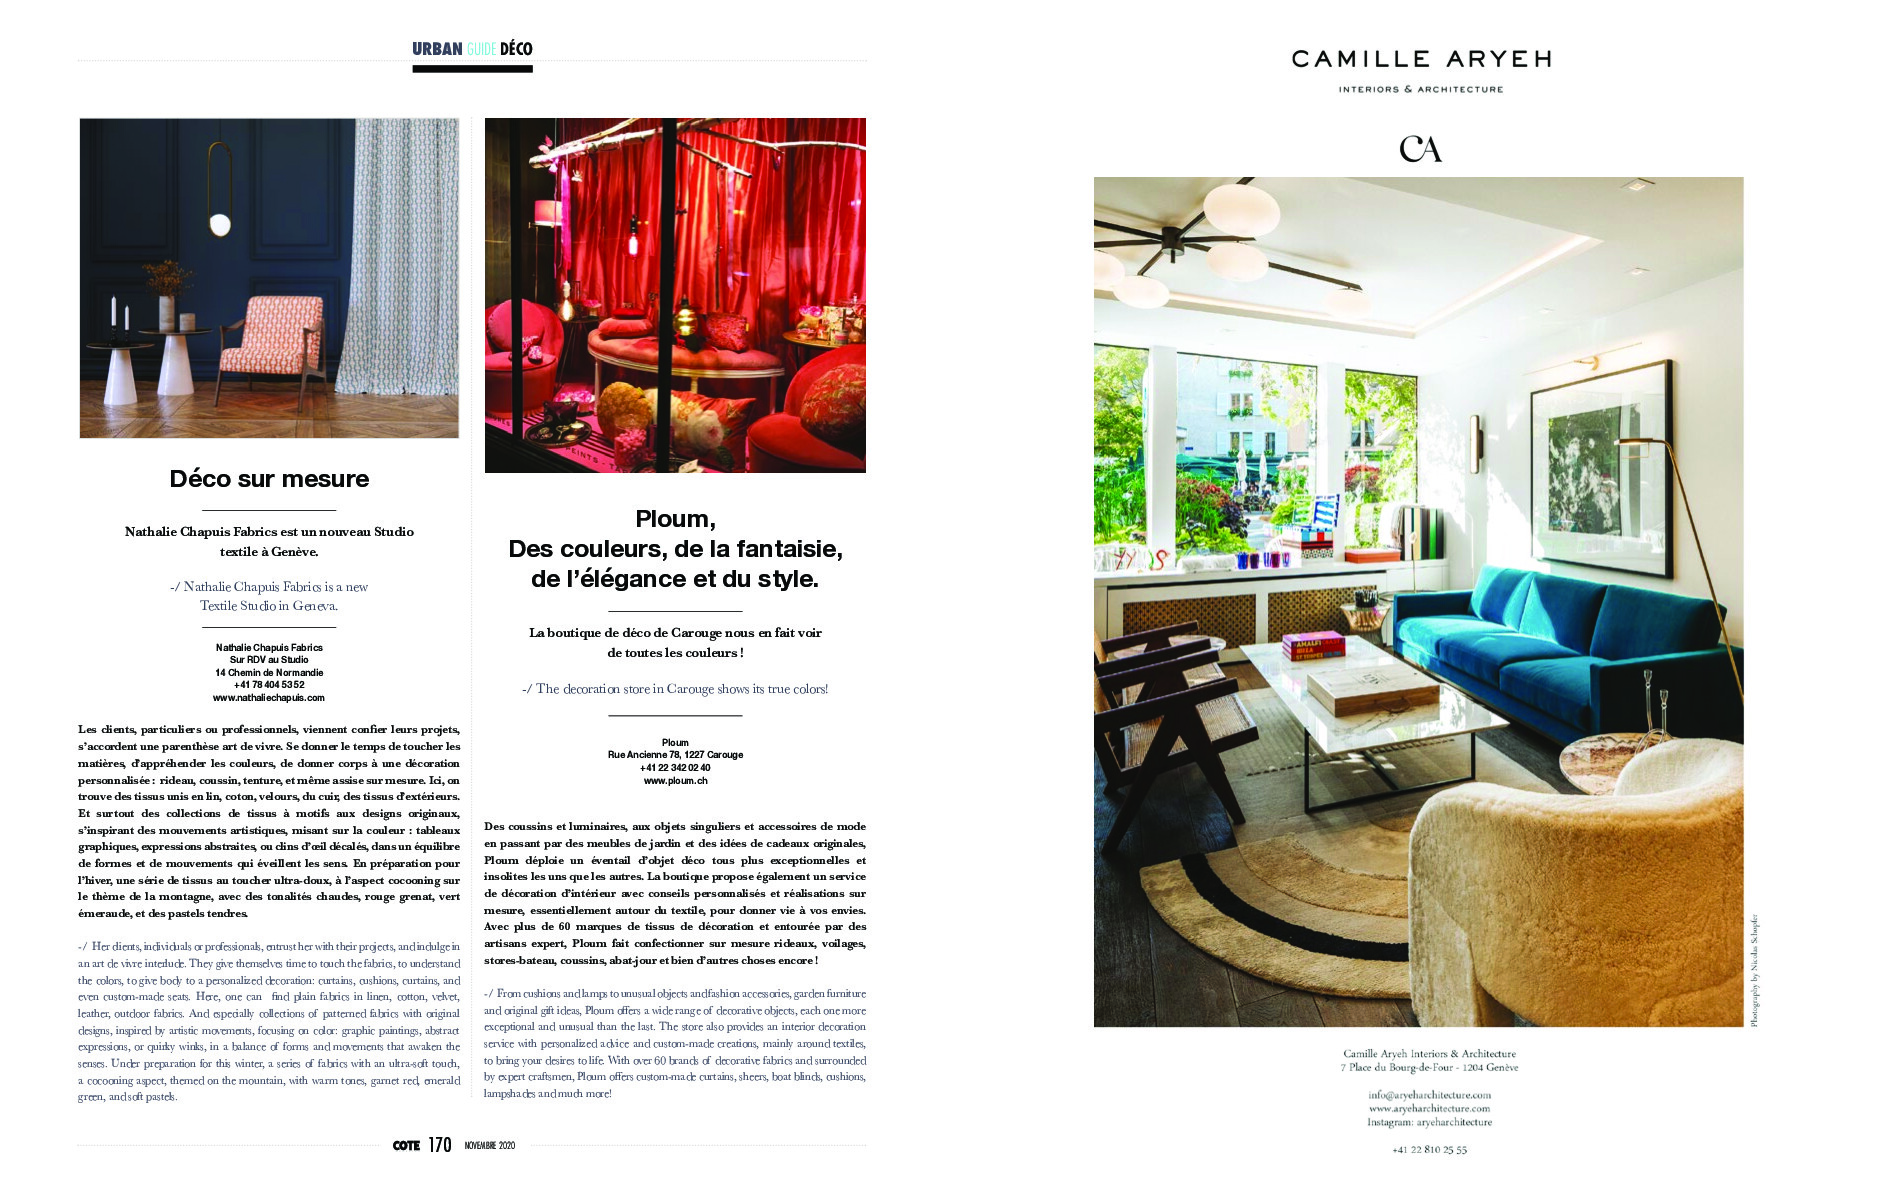 URBAN GUIDE DÉCO
Déco sur mesure
Nathalie Chapuis Fabrics est un nouveau Studio
textile à Genève.
-/ Nathalie Chapuis Fabrics is a new
Textile Studio in Geneva.
Nathalie Chapuis Fabrics
Sur RDV au Studio
14 Chemin de Normandie
+41 78 404 53 52
www.nathaliechapuis.com
Les clients, particuliers ou professionnels, viennent confier leurs projets,
s’accordent une parenthèse art de vivre. Se donner le temps de toucher les
matières, d’appréhender les couleurs, de donner corps à une décoration
personnalisée : rideau, coussin, tenture, et même assise sur mesure. Ici, on
trouve des tissus unis en lin, coton, velours, du cuir, des tissus d’extérieurs.
Et surtout des collections de tissus à motifs aux designs originaux,
s’inspirant des mouvements artistiques, misant sur la couleur : tableaux
graphiques, expressions abstraites, ou clins d’œil décalés, dans un équilibre
de formes et de mouvements qui éveillent les sens. En préparation pour
l’hiver, une série de tissus au toucher ultra-doux, à l’aspect cocooning sur
le thème de la montagne, avec des tonalités chaudes, rouge grenat, vert
émeraude, et des pastels tendres.
-/ Her clients, individuals or professionals, entrust her with their projects, and indulge in
an art de vivre interlude. They give themselves time to touch the fabrics, to understand
the colors, to give body to a personalized decoration: curtains, cushions, curtains, and
even custom-made seats. Here, one can find plain fabrics in linen, cotton, velvet,
leather, outdoor fabrics. And especially collections of patterned fabrics with original
designs, inspired by artistic movements, focusing on color: graphic paintings, abstract
expressions, or quirky winks, in a balance of forms and movements that awaken the
senses. Under preparation for this winter, a series of fabrics with an ultra-soft touch,
a cocooning aspect, themed on the mountain, with warm tones, garnet red, emerald
green, and soft pastels.
PEINTS - TA
Ploum,
Des couleurs, de la fantaisie,
de l’élégance et du style.
La boutique de déco de Carouge nous en fait voir
de toutes les couleurs !
-/ The decoration store in Carouge shows its true colors!
Ploum
Rue Ancienne 78, 1227 Carouge
+41 22 342 02 40
www.ploum.ch
Des coussins et luminaires, aux objets singuliers et accessoires de mode
en passant par des meubles de jardin et des idées de cadeaux originales,
Ploum déploie un éventail d’objet déco tous plus exceptionnelles et
insolites les uns que les autres. La boutique propose également un service
de décoration d’intérieur avec conseils personnalisés et réalisations sur
mesure, essentiellement autour du textile, pour donner vie à vos envies.
Avec plus de 60 marques de tissus de décoration et entourée par des
artisans expert, Ploum fait confectionner sur mesure rideaux, voilages,
stores-bateau, coussins, abat-jour et bien d’autres choses encore !
-/ From cushions and lamps to unusual objects and fashion accessories, garden furniture
and original gift ideas, Ploum offers a wide range of decorative objects, each one more
exceptional and unusual than the last. The store also provides an interior decoration
service with personalized advice and custom-made creations, mainly around textiles,
to bring your desires to life. With over 60 brands of decorative fabrics and surrounded
by expert craftsmen, Ploum offers custom-made curtains, sheers, boat blinds, cushions,
lampshades and much more!
COTE 170 NOVEMBRE 2020
CAMILLE ARYEH
INTERIORS & ARCHITECTURE
CA
AMALFI
Photography by Nicolas Schopfer
Camille Aryeh Interiors & Architecture
7 Place du Bourg-de-Four - 1204 Genève
info@aryeharchitecture.com
www.aryeharchitecture.com
Instagram: aryeharchitecture
+41 22 810 25 55